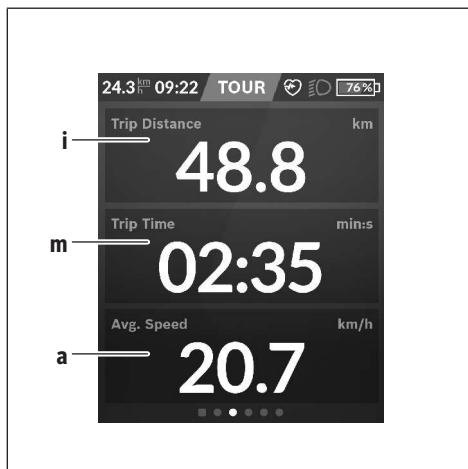 24.3 km/h 09:22 TOUR 76%
Trip Distance km
i
48.8
Trip Time min:s
m
02:35
Avg. Speed km/h
a
20.7